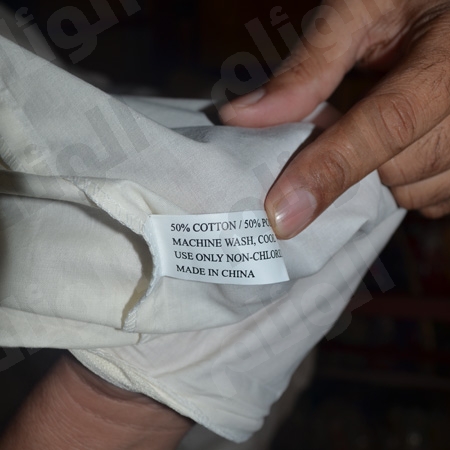 50% COTTON / 50% PO
MACHINE WASH, COOL
USE ONLY NON-CHLORI
MADE IN CHINA